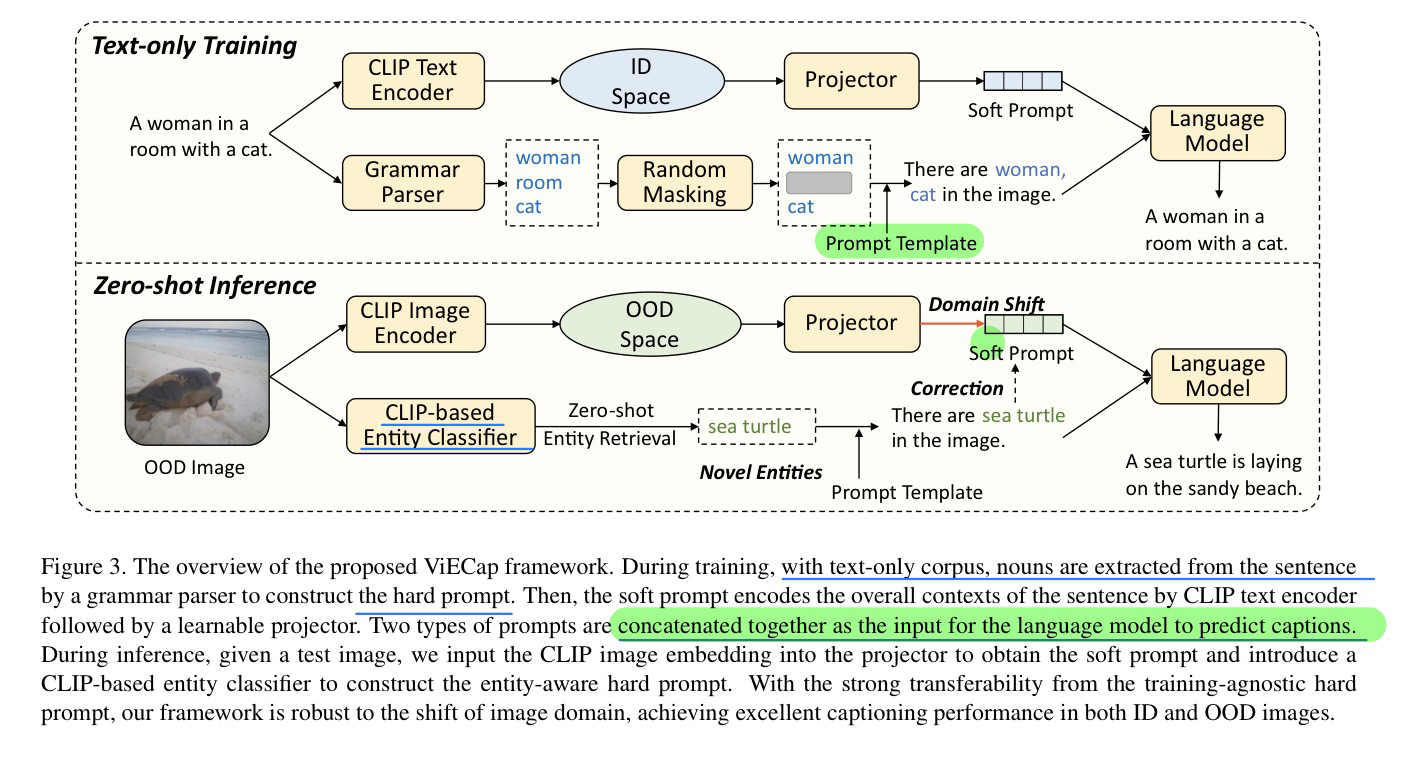 Text-only Training
CLIP Text
Encoder
ID
Space
Projector
Soft Prompt
A woman in a
room with a cat.
Grammar
Parser
woman
room
cat
Random
Masking
woman
cat
There are woman,
cat in the image.
Prompt Template
Language
Model
A woman in a
room with a cat.
Zero-shot Inference
CLIP Image
Encoder
OOD
Space
Projector
Domain Shift
Soft Prompt
Correction
OOD Image
CLIP-based
Entity Classifier
Zero-shot
Entity Retrieval
sea turtle
Novel Entities
There are sea turtle
in the image.
Prompt Template
Language
Model
A sea turtle is laying
on the sandy beach.
Figure 3. The overview of the proposed ViECap framework. During training, with text-only corpus, nouns are extracted from the sentence
by a grammar parser to construct the hard prompt. Then, the soft prompt encodes the overall contexts of the sentence by CLIP text encoder
followed by a learnable projector. Two types of prompts are concatenated together as the input for the language model to predict captions.
During inference, given a test image, we input the CLIP image embedding into the projector to obtain the soft prompt and introduce a
CLIP-based entity classifier to construct the entity-aware hard prompt. With the strong transferability from the training-agnostic hard
prompt, our framework is robust to the shift of image domain, achieving excellent captioning performance in both ID and OOD images.